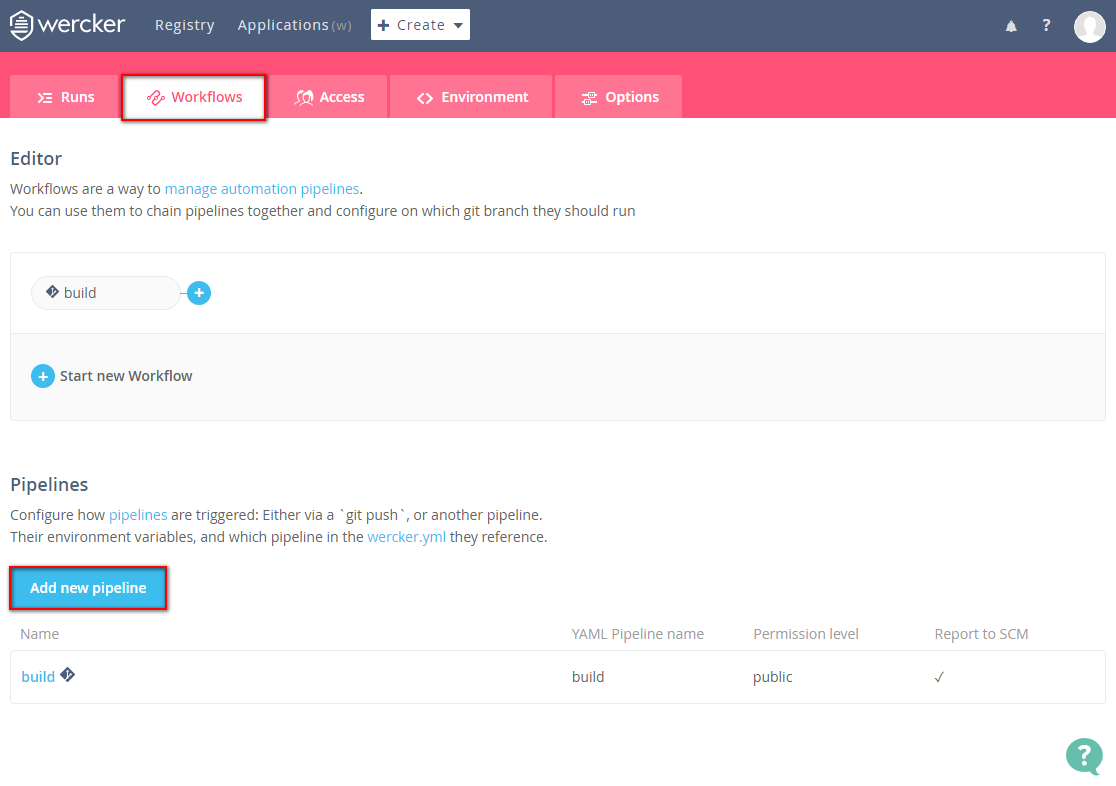 wercker Registry Applications (w) + Create
?
Runs Workflows Access Environment Options
Editor
Workflows are a way to manage automation pipelines.
You can use them to chain pipelines together and configure on which git branch they should run
build +
+ Start new Workflow
Pipelines
Configure how pipelines are triggered: Either via a `git push`, or another pipeline.
Their environment variables, and which pipeline in the wercker.yml they reference.
Add new pipeline
Name YAML Pipeline name Permission level Report to SCM
build build public ✓
?